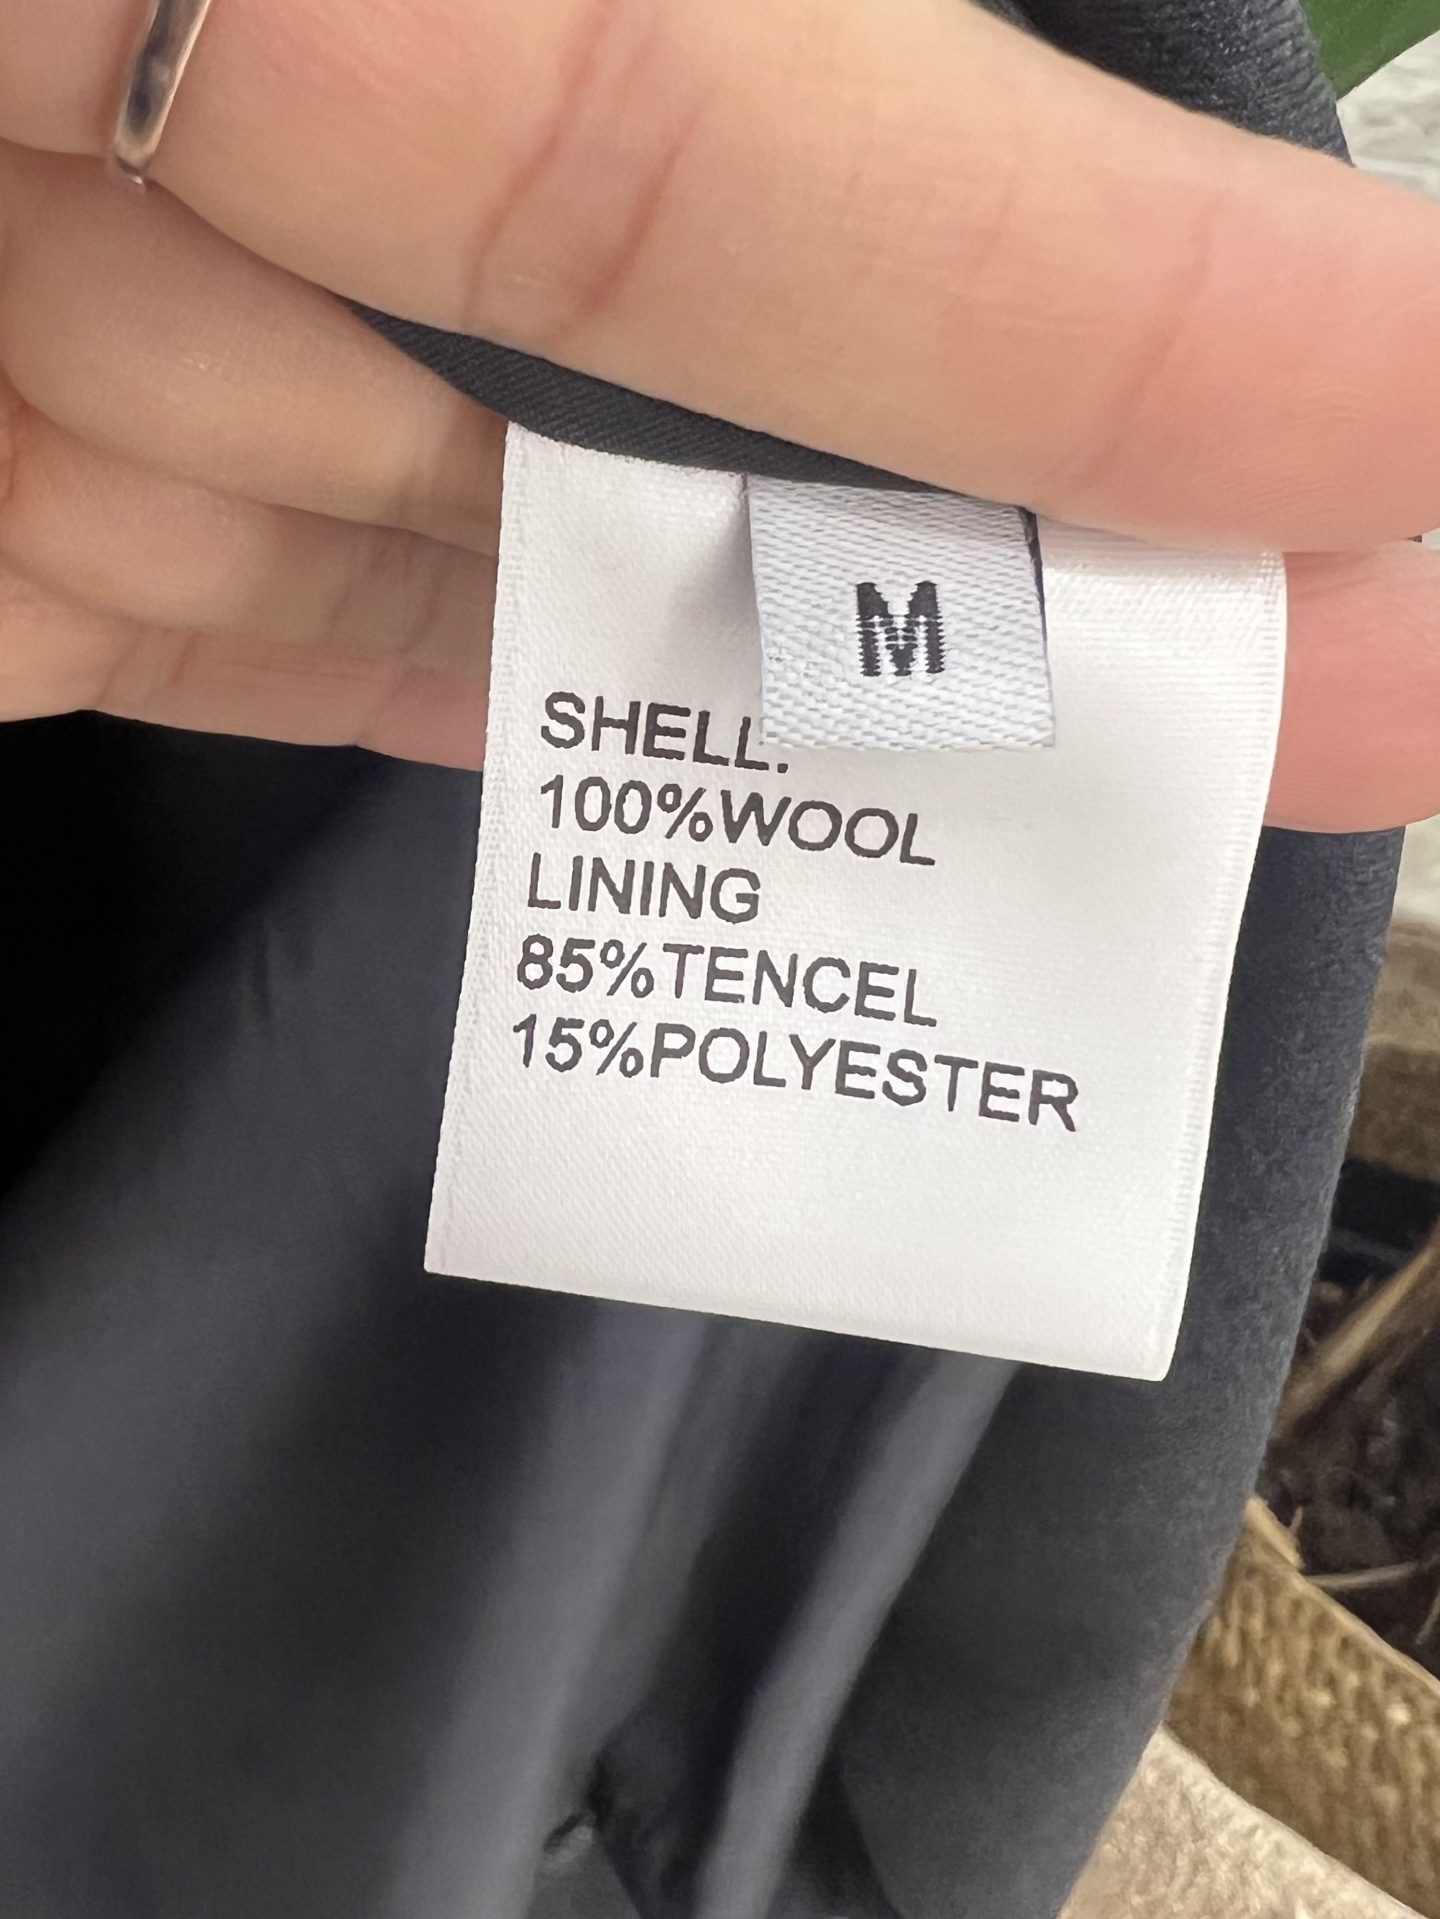 M
SHELL:
100%WOOL
LINING
85%TENCEL
15%POLYESTER